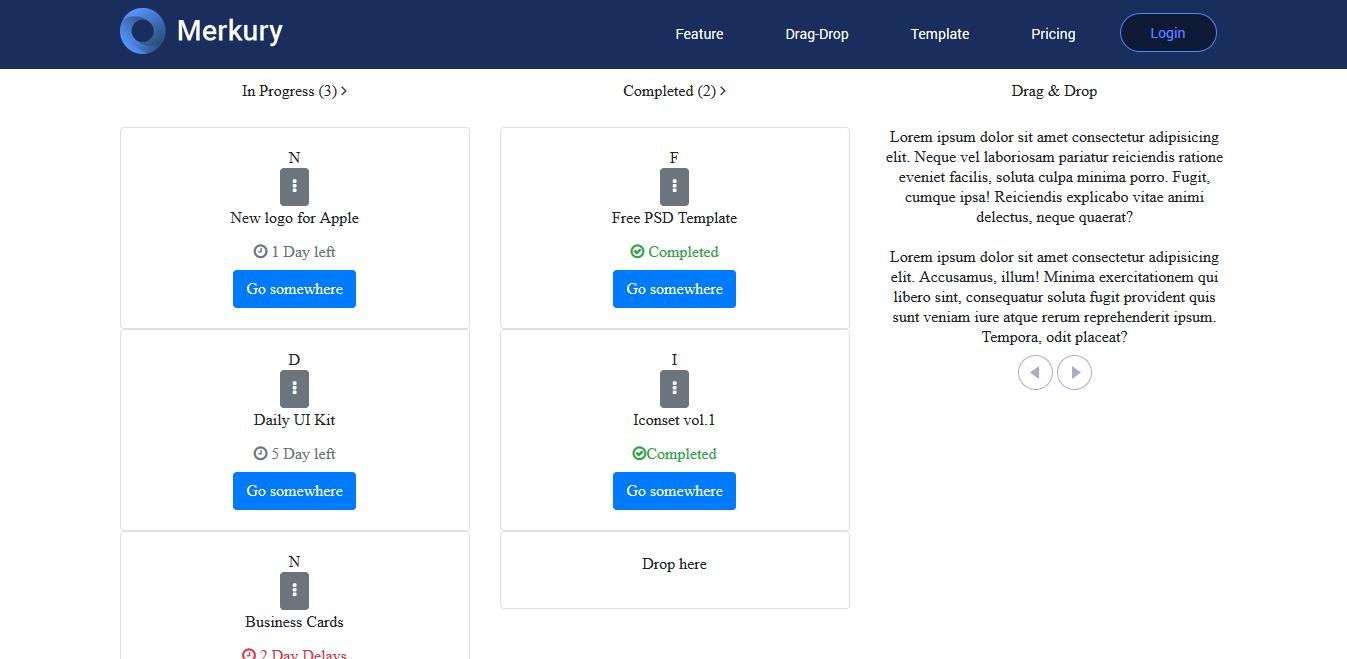 Merkury
Feature
Drag-Drop
Template
Pricing
Login
In Progress (3)
N
New logo for Apple
1 Day left
Go somewhere
D
Daily UI Kit
5 Day left
Go somewhere
N
Business Cards
2 Day Delays
Completed (2)
F
Free PSD Template
Completed
Go somewhere
I
Iconset vol.1
Completed
Go somewhere
Drop here
Drag & Drop
Lorem ipsum dolor sit amet consectetur adipisicing
elit. Neque vel laboriosam pariatur reiciendis ratione
eveniet facilis, soluta culpa minima porro. Fugit,
cumque ipsa! Reiciendis explicabo vitae animi
delectus, neque quaerat?
Lorem ipsum dolor sit amet consectetur adipisicing
elit. Accusamus, illum! Minima exercitationem qui
libero sint, consequatur soluta fugit provident quis
sunt veniam iure atque rerum reprehenderit ipsum.
Tempora, odit placeat?